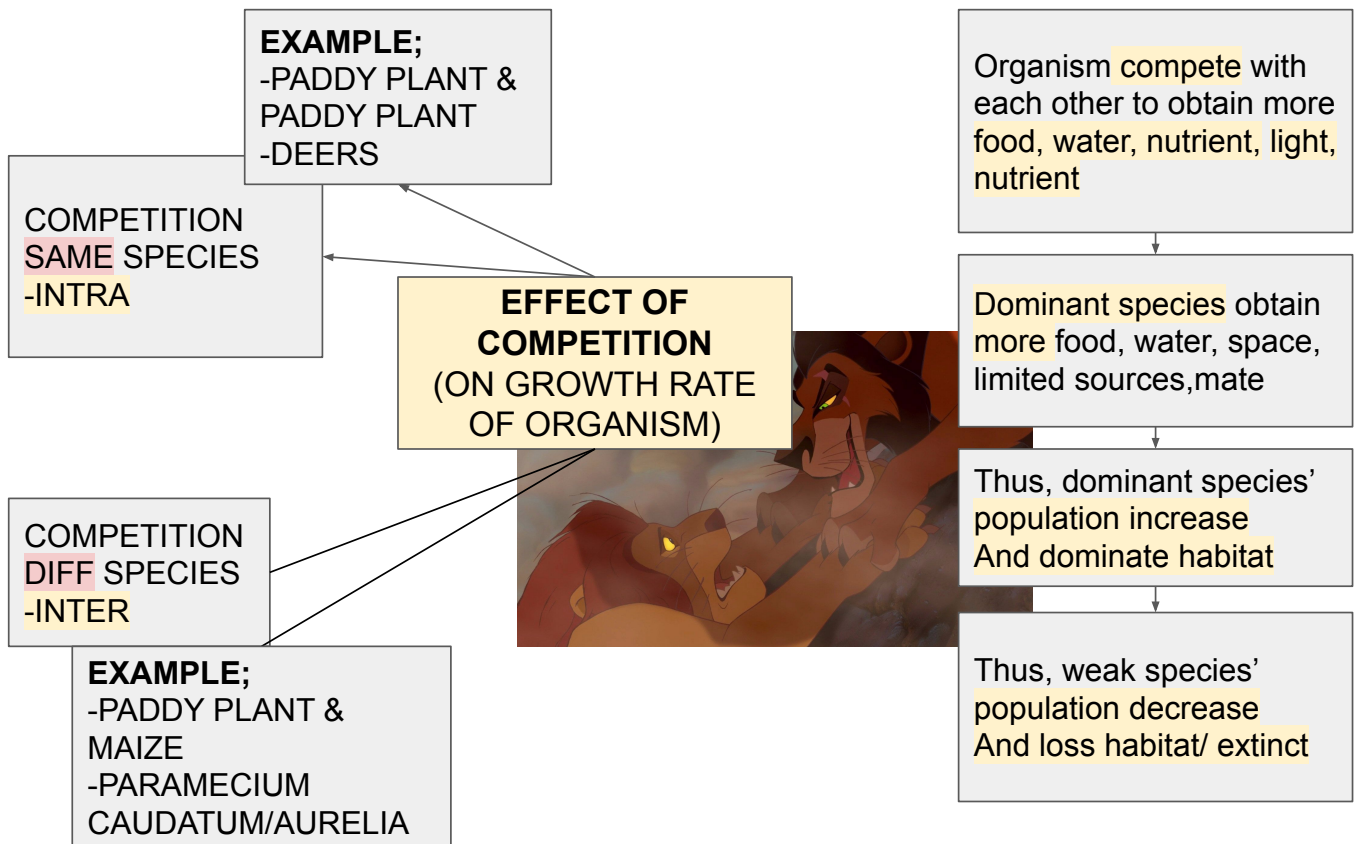 EXAMPLE;
-PADDY PLANT &
PADDY PLANT
-DEERS
COMPETITION
SAME SPECIES
-INTRA
EFFECT OF
COMPETITION
(ON GROWTH RATE
OF ORGANISM)
COMPETITION
DIFF SPECIES
-INTER
EXAMPLE;
-PADDY PLANT &
MAIZE
-PARAMECIUM
CAUDATUM/AURELIA
Organism compete with
each other to obtain more
food, water, nutrient, light,
nutrient
Dominant species obtain
more food, water, space,
limited sources,mate
Thus, dominant species’
population increase
And dominate habitat
Thus, weak species’
population decrease
And loss habitat/ extinct